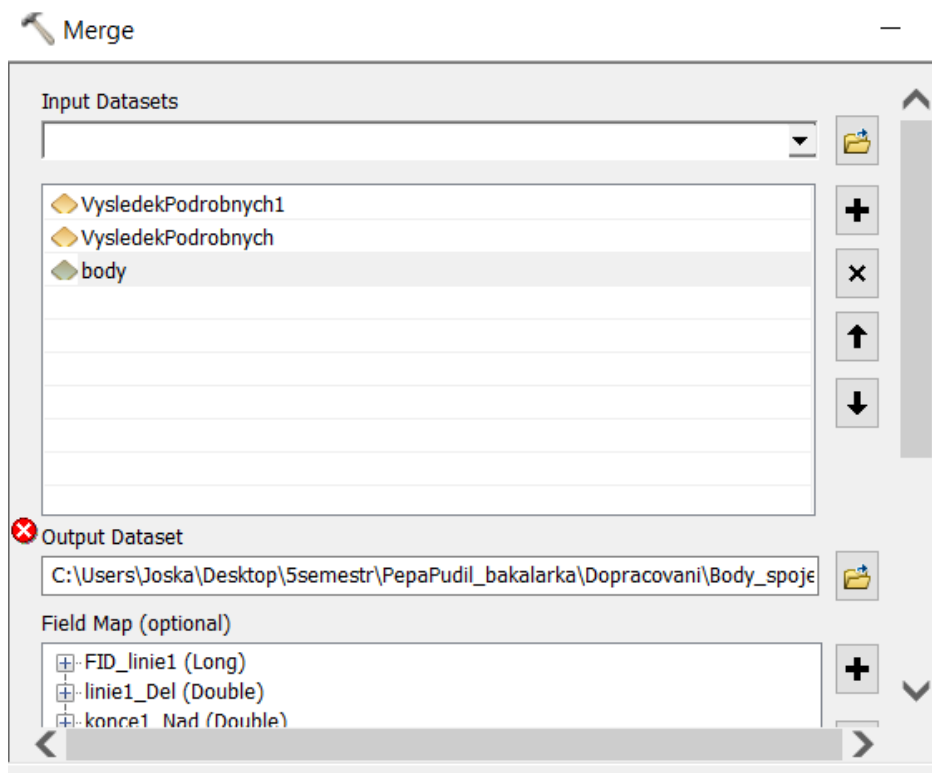 Merge
Input Datasets
VysledekPodrobnych1
VysledekPodrobnych
body
Output Dataset
C:\Users\Joska\Desktop\5semestr\PepaPudil_bakalarka\Dopracovani\Body_spoje
Field Map (optional)
FID_linie1 (Long)
linie1_Del (Double)
konce1_Nad (Double)